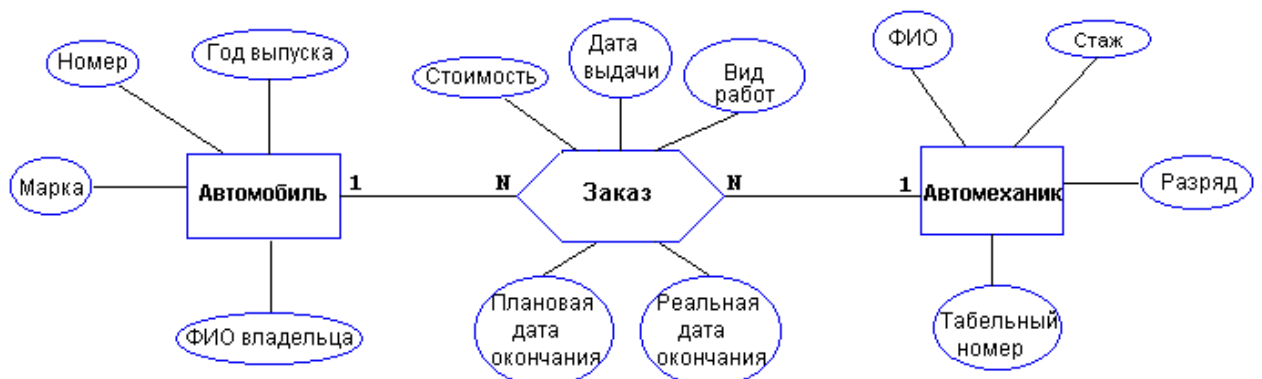 Номер
Год выпуска
Марка
Автомобиль
ФИО владельца
1
N
Стоимость
Дата
выдачи
Вид
работ
Заказ
Плановая
дата
окончания
Реальная
дата
окончания
N
1
ФИО
Стаж
Автомеханик
Разряд
Табельный
номер